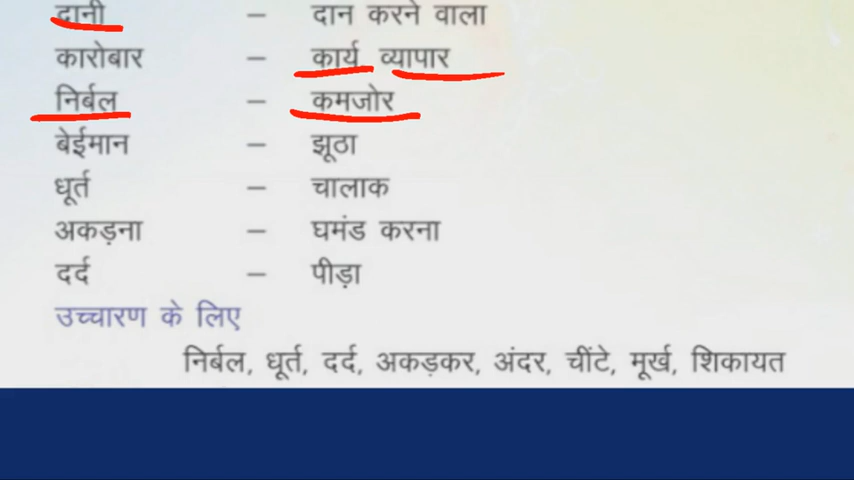 दानी – दान करने वाला
कारोबार – कार्य व्यापार
निर्बल – कमजोर
बेईमान – झूठा
धूर्त – चालाक
अकड़ना – घमंड करना
दर्द – पीड़ा
उच्चारण के लिए
निर्बल, धूर्त, दर्द, अकड़कर, अंदर, चींटे, मूर्ख, शिकायत